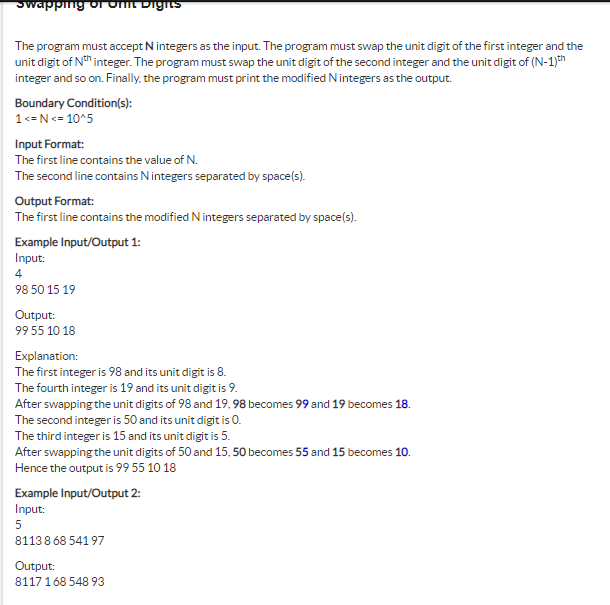 Swapping of Unit Digits
The program must accept N integers as the input. The program must swap the unit digit of the first integer and the
unit digit of Nth integer. The program must swap the unit digit of the second integer and the unit digit of (N-1)th
integer and so on. Finally, the program must print the modified N integers as the output.
Boundary Condition(s):
1 <= N <= 10^5
Input Format:
The first line contains the value of N.
The second line contains N integers separated by space(s).
Output Format:
The first line contains the modified N integers separated by space(s).
Example Input/Output 1:
Input:
4
98 50 15 19
Output:
99 55 10 18
Explanation:
The first integer is 98 and its unit digit is 8.
The fourth integer is 19 and its unit digit is 9.
After swapping the unit digits of 98 and 19, 98 becomes 99 and 19 becomes 18.
The second integer is 50 and its unit digit is 0.
The third integer is 15 and its unit digit is 5.
After swapping the unit digits of 50 and 15, 50 becomes 55 and 15 becomes 10.
Hence the output is 99 55 10 18
Example Input/Output 2:
Input:
5
8113 8 68 541 97
Output:
8117 1 68 548 93